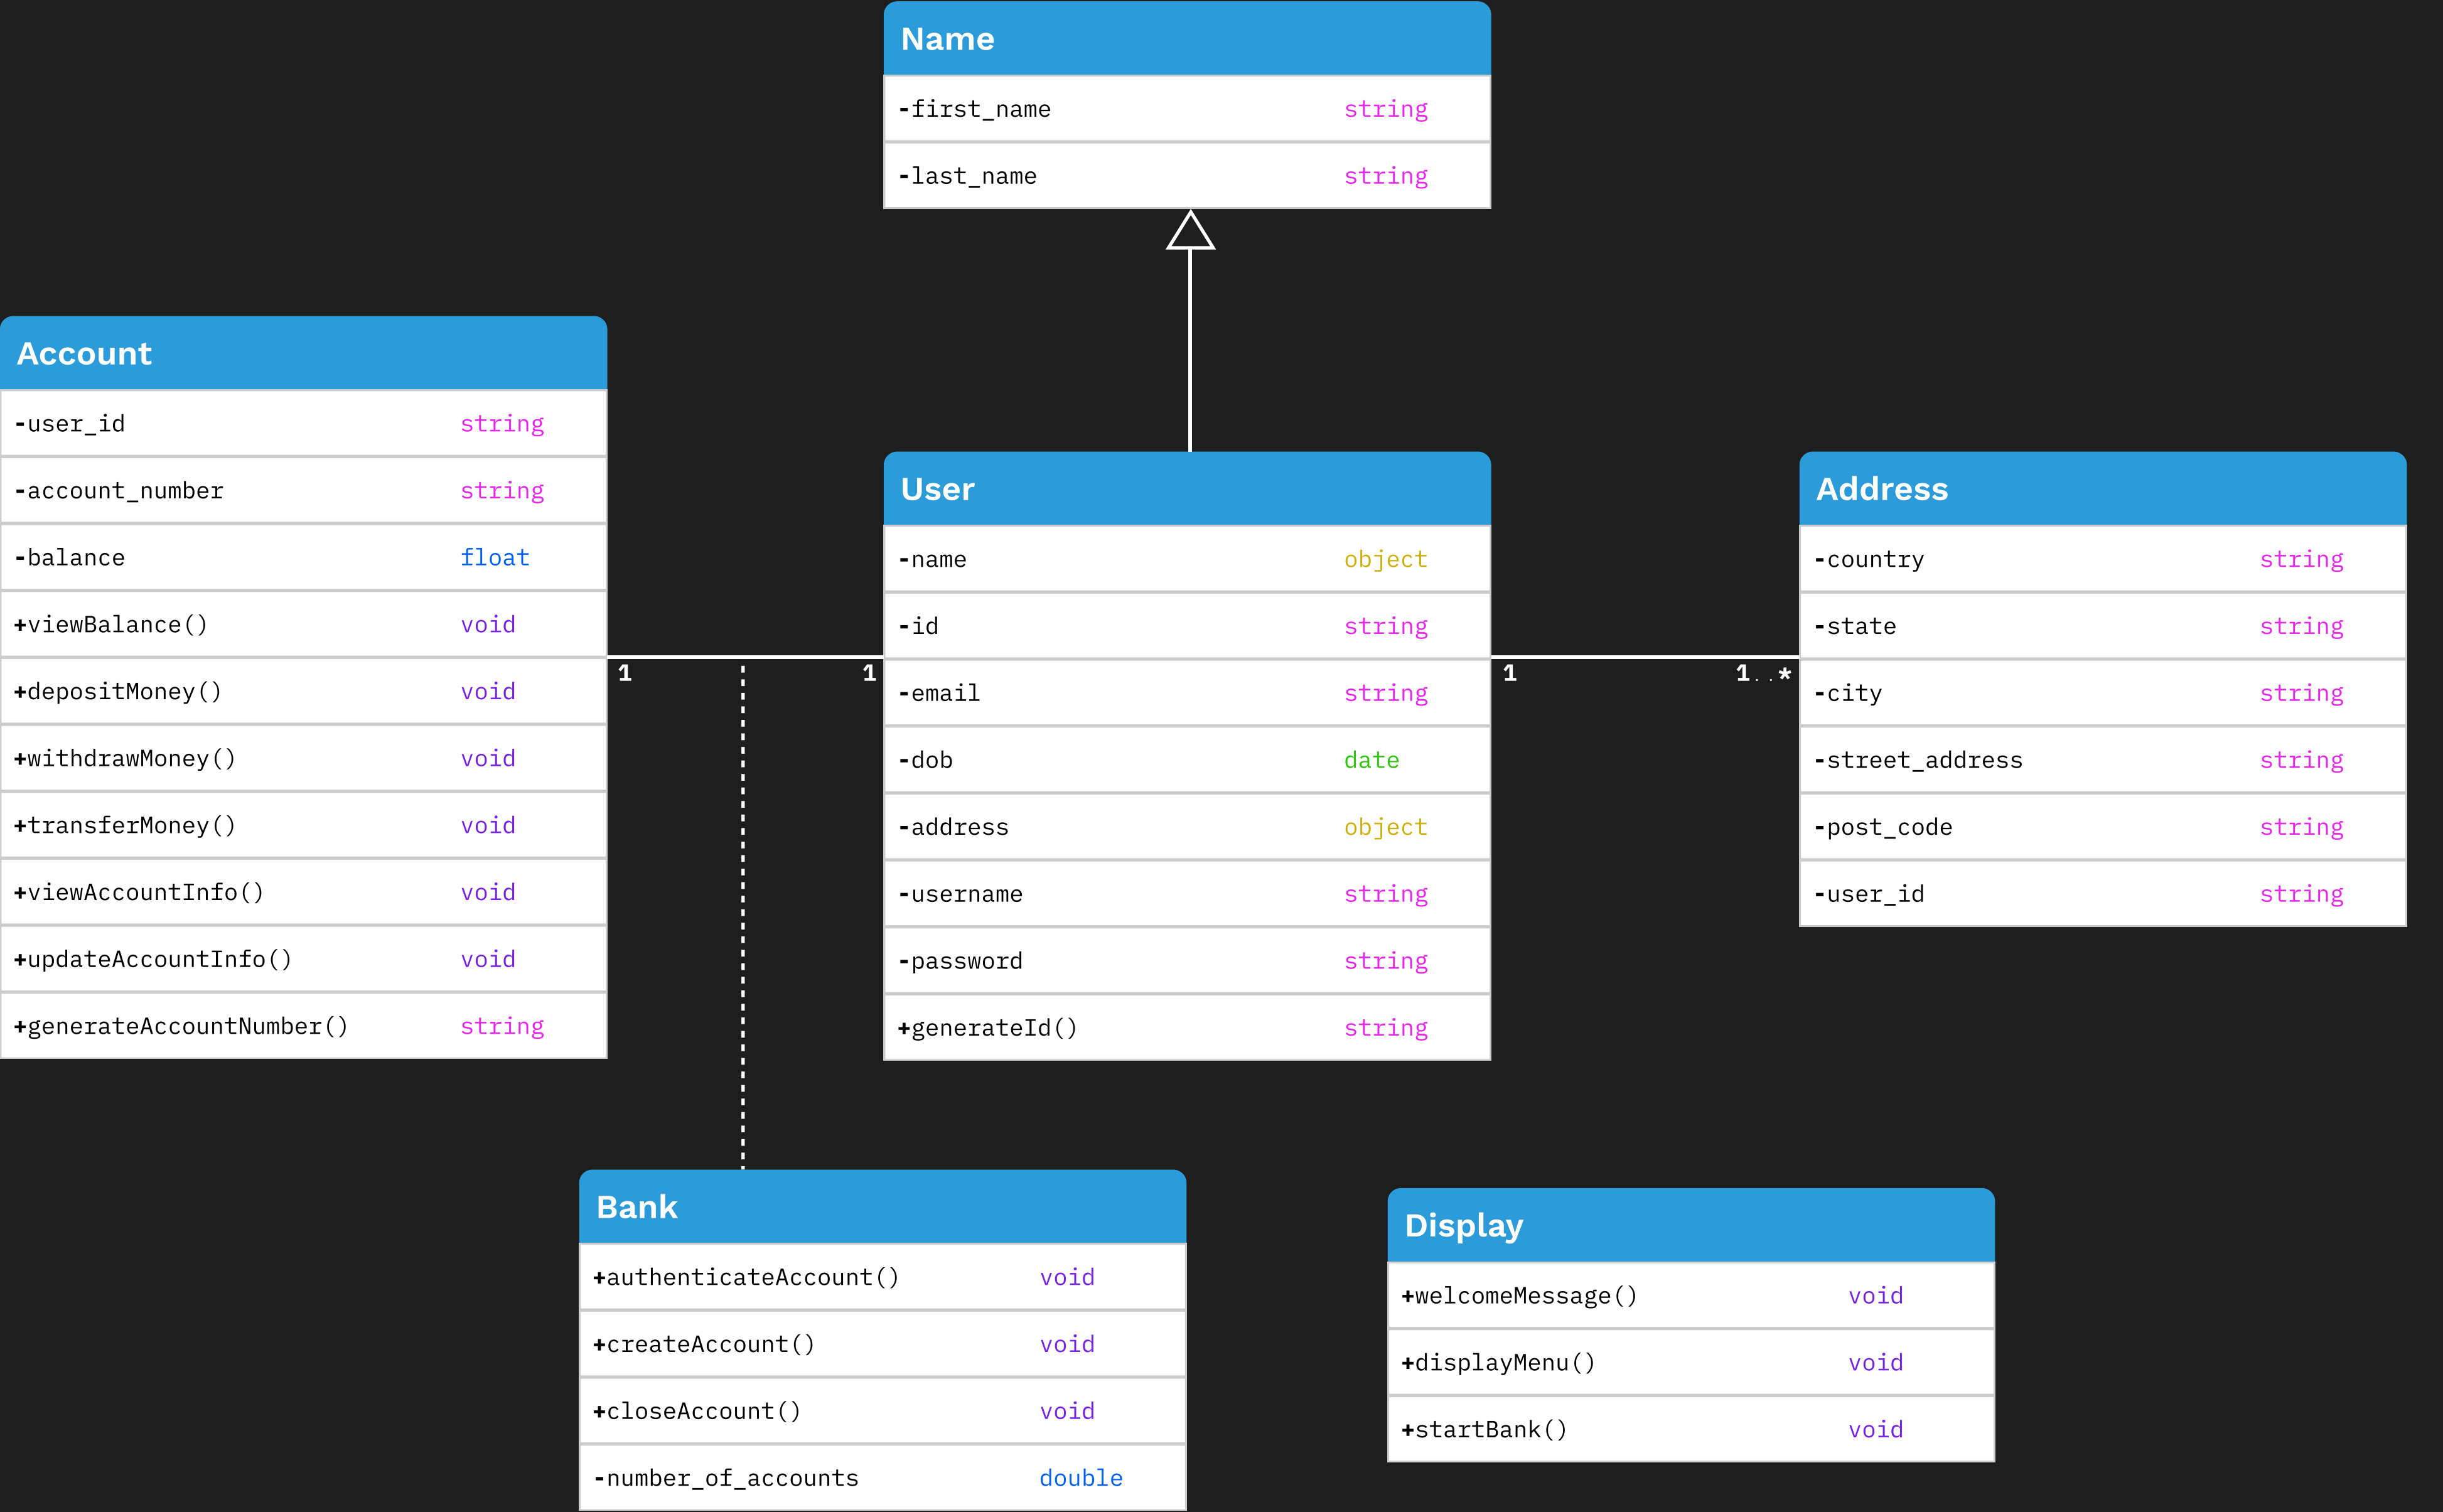 Name
-first_name string
-last_name string
Account
-user_id string
-account_number string
-balance float
+viewBalance() void
+depositMoney() void
+withdrawMoney() void
+transferMoney() void
+viewAccountInfo() void
+updateAccountInfo() void
+generateAccountNumber() string
1 1
User
-name object
-id string
-email string
-dob date
-address object
-username string
-password string
+generateId() string
1 1..*
Address
-country string
-state string
-city string
-street_address string
-post_code string
-user_id string
Bank
+authenticateAccount() void
+createAccount() void
+closeAccount() void
-number_of_accounts double
Display
+welcomeMessage() void
+displayMenu() void
+startBank() void